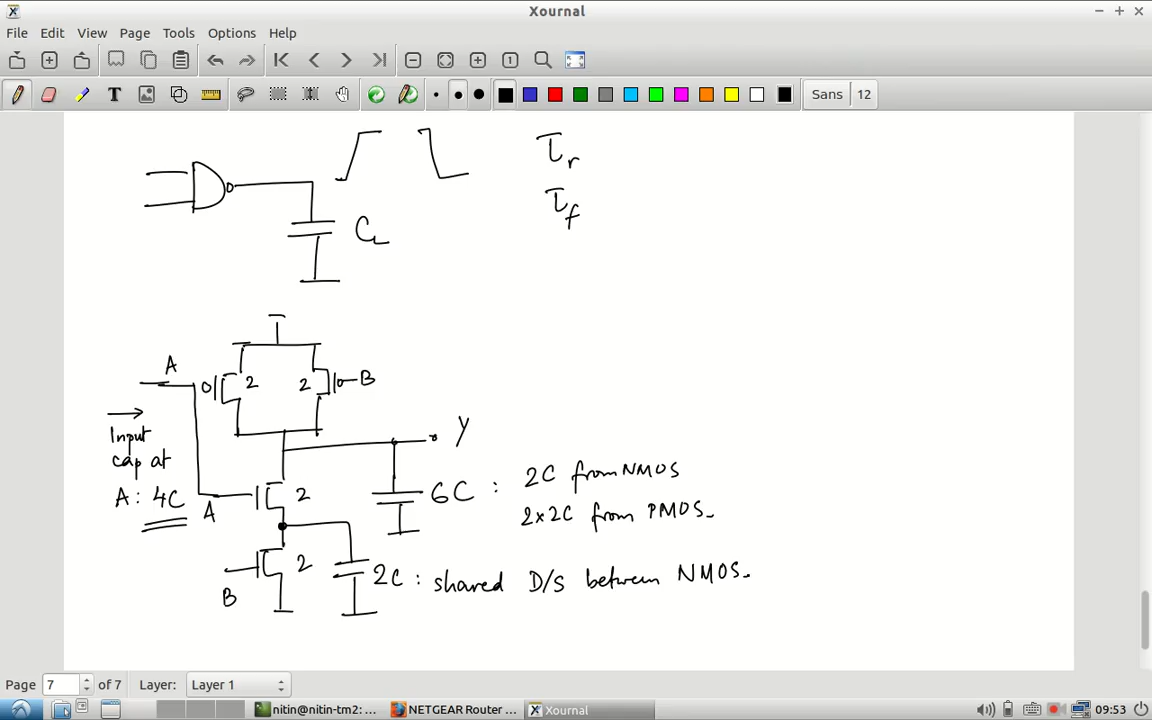 Xournal
File Edit View Page Tools Options Help
Sans 12
τr
τf
CL
A
2 2 B
Input
cap at
A: 4C
A
2
Y
6C : 2C from NMOS
2x2C from PMOS.
B
2
2C : shared D/S between NMOS.
Page 7 of 7 Layer: Layer 1
nitin@nitin-tm2: ... NETGEAR Router ... Xournal 09:53